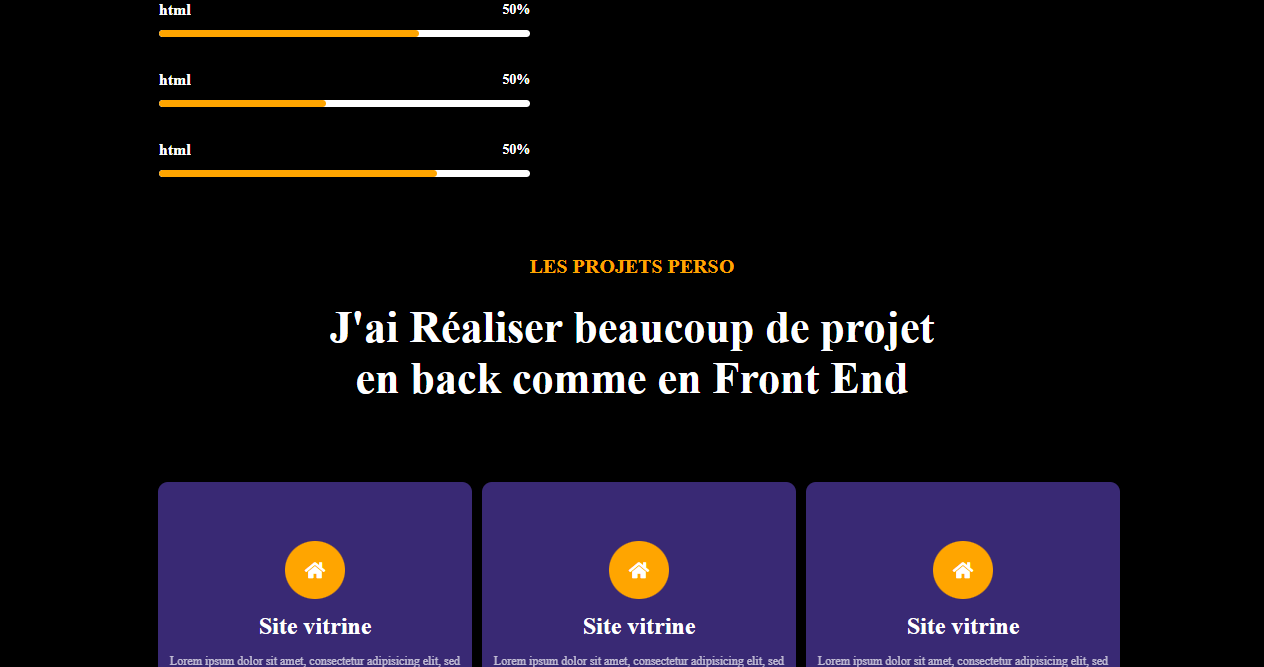 html 50%
html 50%
html 50%
LES PROJETS PERSO
J'ai Réaliser beaucoup de projet
en back comme en Front End
Site vitrine Site vitrine Site vitrine
Lorem ipsum dolor sit amet, consectetur adipisicing elit, sed Lorem ipsum dolor sit amet, consectetur adipisicing elit, sed Lorem ipsum dolor sit amet, consectetur adipisicing elit, sed